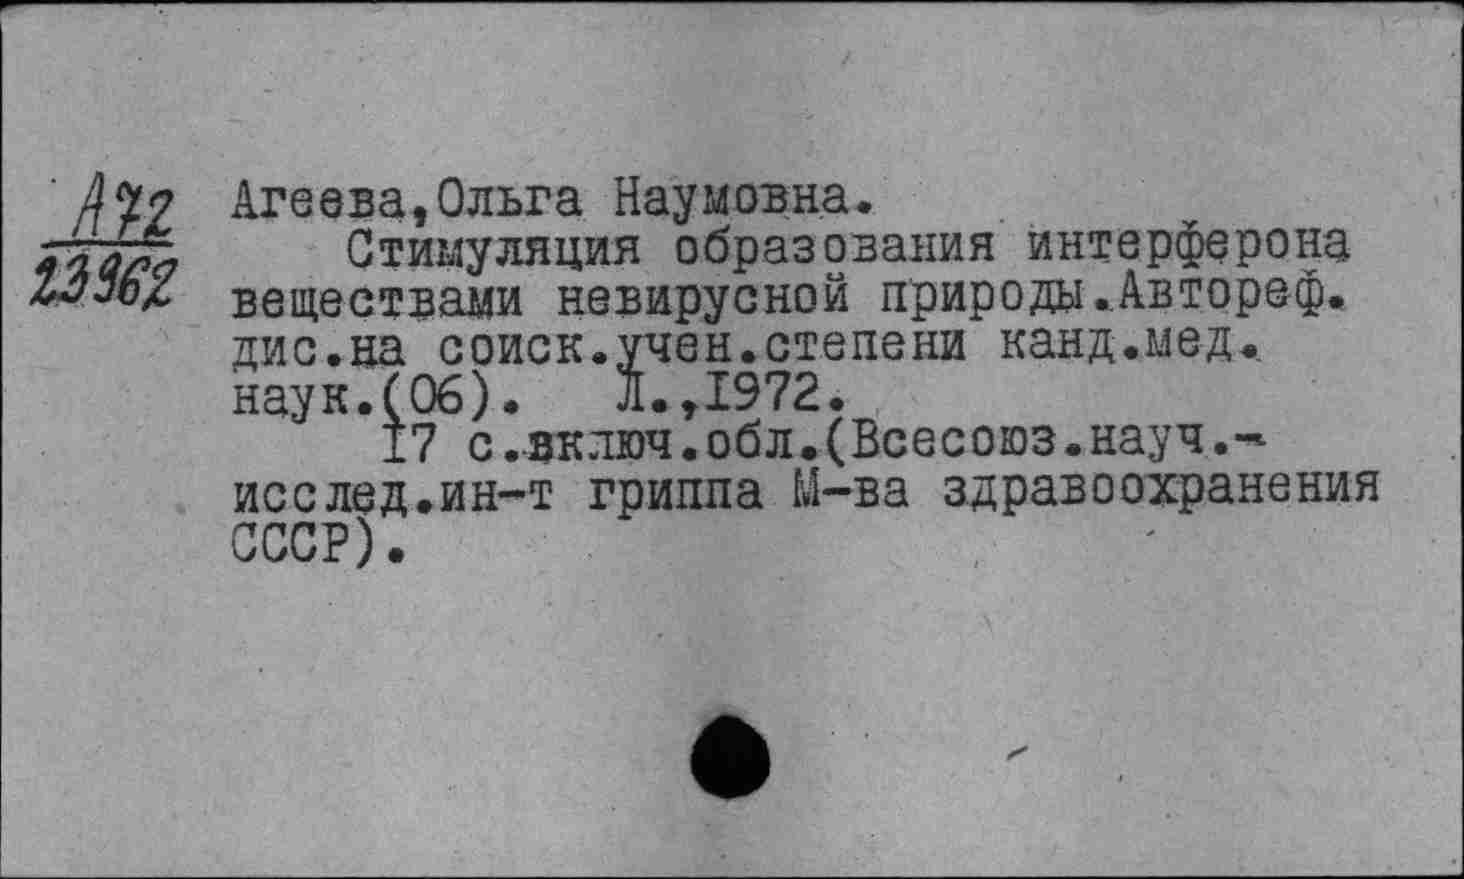 А72
23962
Агеева,Ольга Наумовна.
Стимуляция образования интерферона
веществами невирусной природы.Автореф.
дис.на соиск.учен.степени канд.мед.
наук.(06). Л.,1972.
17 с.включ.обл.(Всесоюз.науч.-
исслед.ин-т гриппа М-ва здравоохранения
СССР).